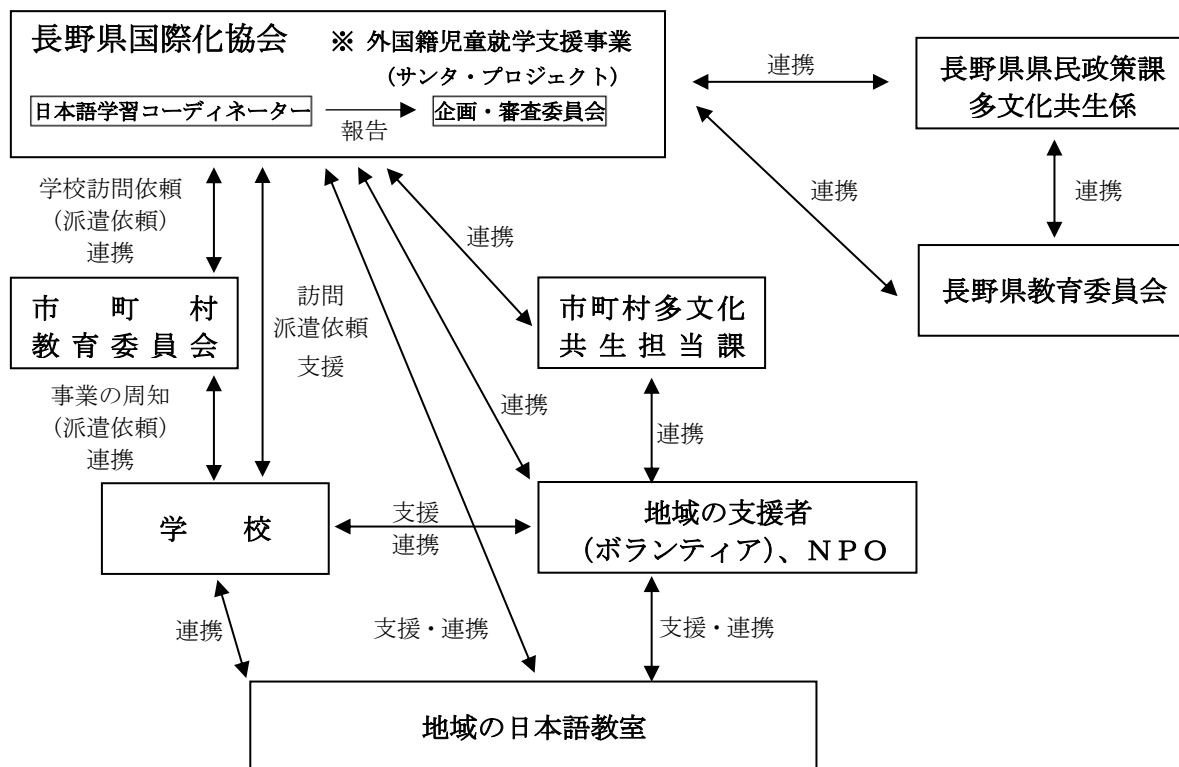 長野県国際化協会 ※ 外国籍児童就学支援事業
(サンタ・プロジェクト)
日本語学習コーディネーター
報告
企画・審査委員会
連携
長野県県民政策課
多文化共生係
連携
連携
長野県教育委員会
学校訪問依頼
(派遣依頼)
連携
市町村
教育委員会
訪問
派遣依頼
支援
連携
市町村多文化
共生担当課
事業の周知
(派遣依頼)
連携
連携
連携
学校
支援
連携
地域の支援者
(ボランティア)、NPO
連携
支援・連携
支援・連携
地域の日本語教室